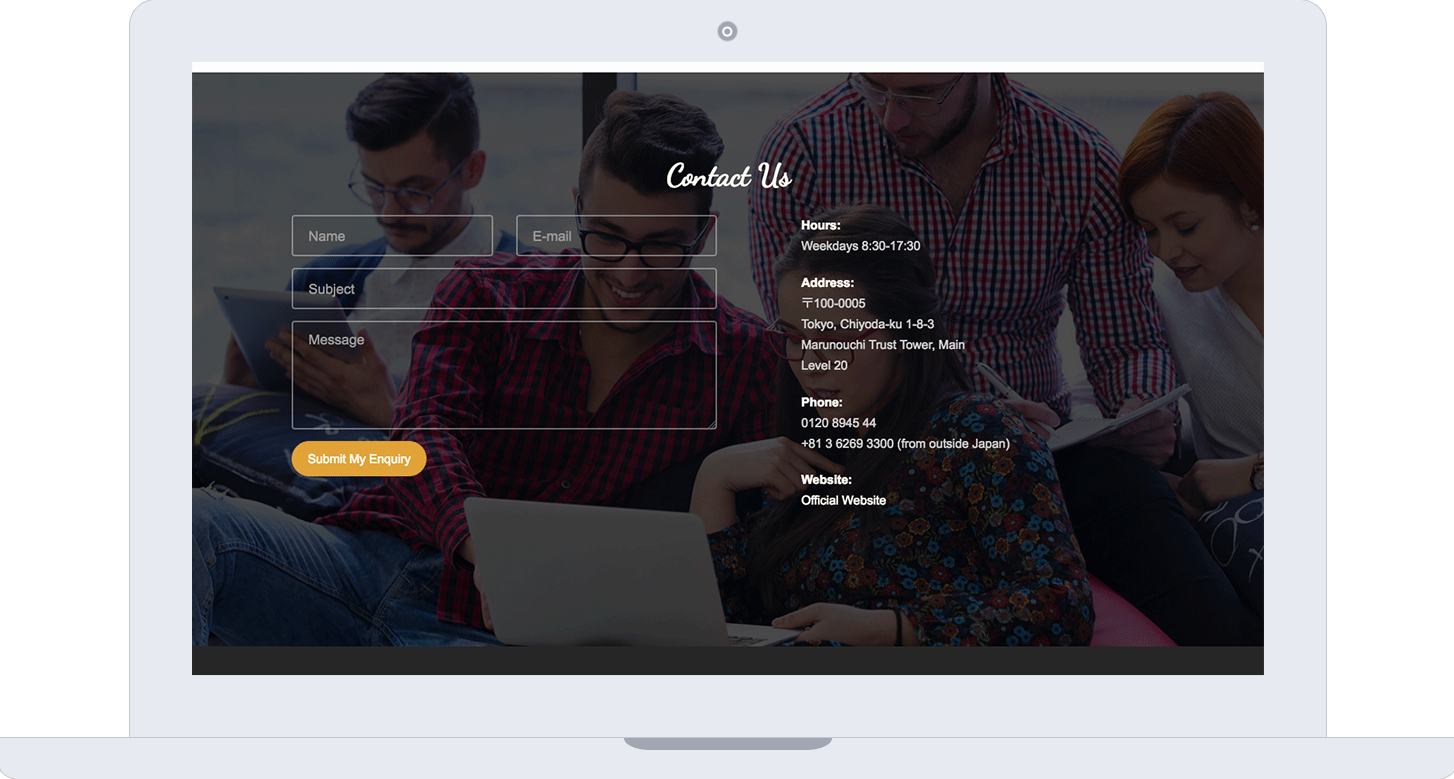 Contact Us
Name
E-mail
Subject
Message
Submit My Enquiry
Hours:
Weekdays 8:30-17:30
Address:
〒100-0005
Tokyo, Chiyoda-ku 1-8-3
Marunouchi Trust Tower, Main
Level 20
Phone:
0120 8945 44
+81 3 6269 3300 (from outside Japan)
Website:
Official Website